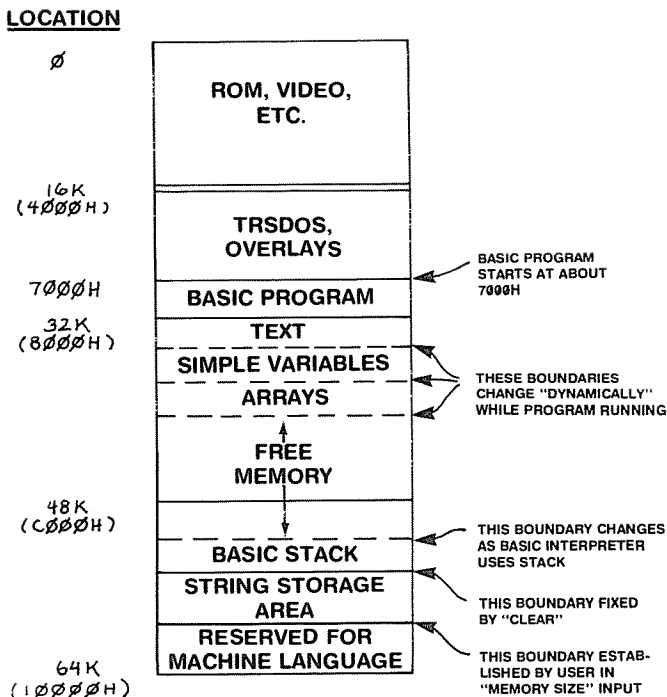 LOCATION
Ø
ROM, VIDEO,
ETC.
16K
(4ØØØH)
TRSDOS,
OVERLAYS
BASIC PROGRAM
STARTS AT ABOUT
7000H
7ØØØH
BASIC PROGRAM
32K
(8ØØØH)
TEXT
SIMPLE VARIABLES
ARRAYS
THESE BOUNDARIES
CHANGE "DYNAMICALLY"
WHILE PROGRAM RUNNING
FREE
MEMORY
48K
(CØØØH)
BASIC STACK
THIS BOUNDARY CHANGES
AS BASIC INTERPRETER
USES STACK
STRING STORAGE
AREA
THIS BOUNDARY FIXED
BY "CLEAR"
RESERVED FOR
MACHINE LANGUAGE
THIS BOUNDARY ESTAB-
LISHED BY USER IN
"MEMORY SIZE" INPUT
64K
(1ØØØØH)